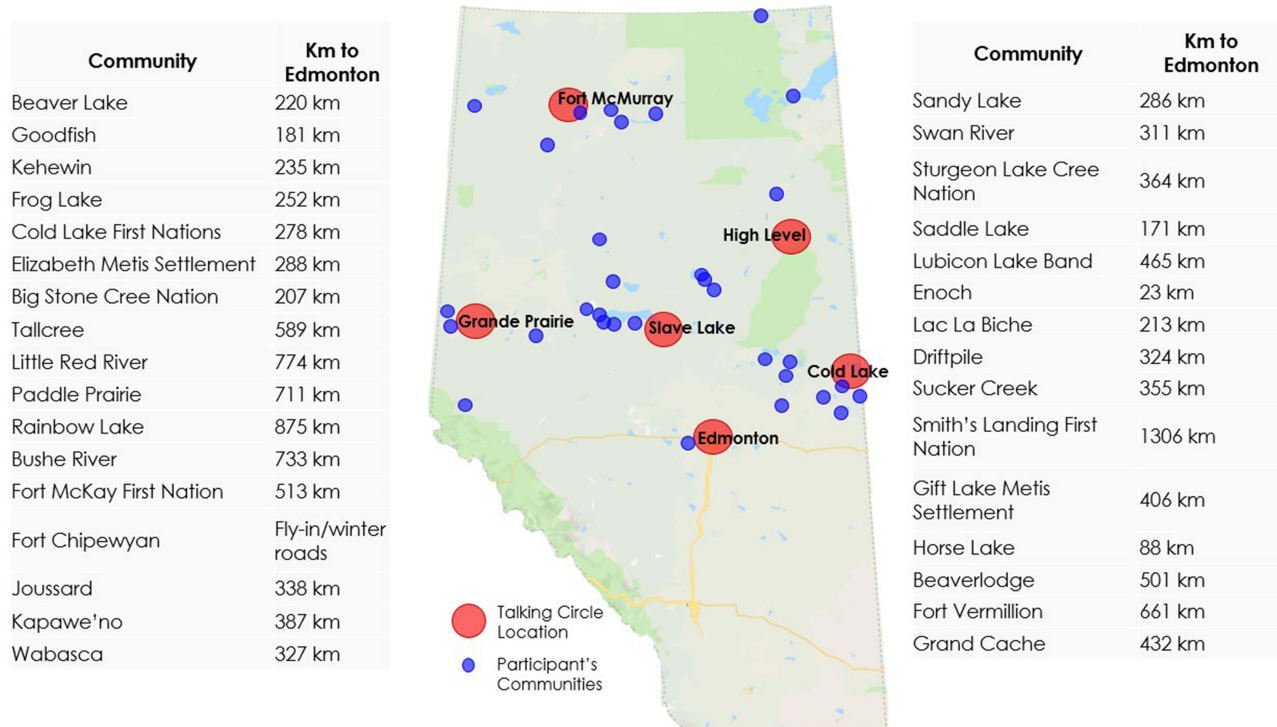 Community Km to
Edmonton
Beaver Lake 220 km
Goodfish 181 km
Kehewin 235 km
Frog Lake 252 km
Cold Lake First Nations 278 km
Elizabeth Metis Settlement 288 km
Big Stone Cree Nation 207 km
Tallcree 589 km
Little Red River 774 km
Paddle Prairie 711 km
Rainbow Lake 875 km
Bushe River 733 km
Fort McKay First Nation 513 km
Fort Chipewyan Fly-in/winter
roads
Joussard 338 km
Kapawe'no 387 km
Wabasca 327 km
Fort McMurray
High Level
Grande Prairie
Slave Lake
Cold Lake
Edmonton
Talking Circle
Location
Participant's
Communities
Community Km to
Edmonton
Sandy Lake 286 km
Swan River 311 km
Sturgeon Lake Cree
Nation 364 km
Saddle Lake 171 km
Lubicon Lake Band 465 km
Enoch 23 km
Lac La Biche 213 km
Driftpile 324 km
Sucker Creek 355 km
Smith's Landing First
Nation 1306 km
Gift Lake Metis
Settlement 406 km
Horse Lake 88 km
Beaverlodge 501 km
Fort Vermillion 661 km
Grand Cache 432 km